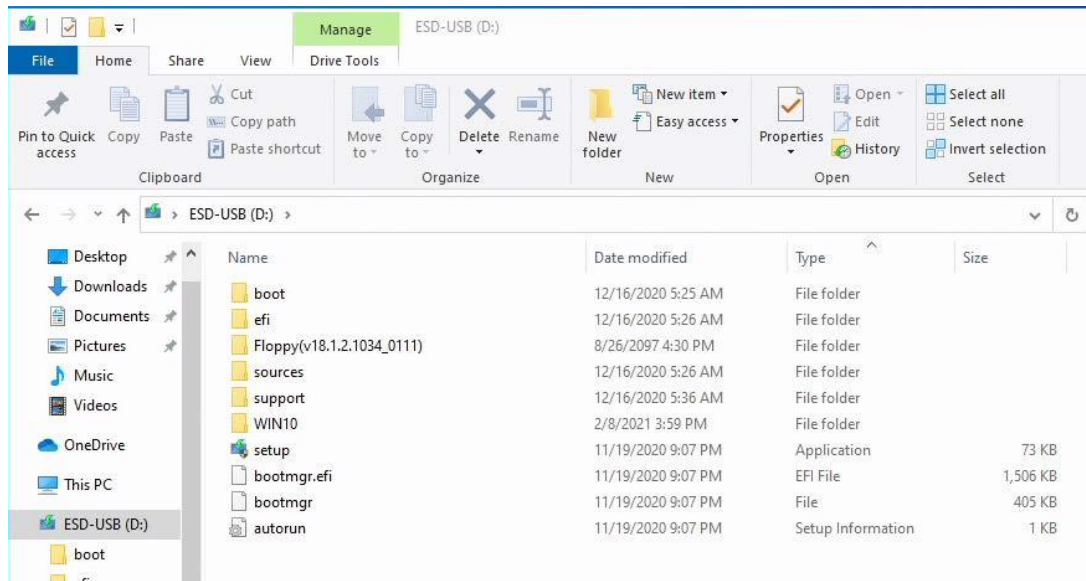 Manage ESD-USB (D:)
File Home Share View Drive Tools
Pin to Quick access
Copy
Paste
Cut
Copy path
Paste shortcut
Clipboard
Move to
Copy to
Delete
Rename
Organize
New folder
New item
Easy access
New
Properties
Open
Edit
History
Open
Select all
Select none
Invert selection
Select
ESD-USB (D:)
Desktop
Downloads
Documents
Pictures
Music
Videos
OneDrive
This PC
ESD-USB (D:)
boot
Name Date modified Type Size
boot 12/16/2020 5:25 AM File folder
efi 12/16/2020 5:26 AM File folder
Floppy(v18.1.2.1034_0111) 8/26/2097 4:30 PM File folder
sources 12/16/2020 5:26 AM File folder
support 12/16/2020 5:36 AM File folder
WIN10 2/8/2021 3:59 PM File folder
setup 11/19/2020 9:07 PM Application 73 KB
bootmgr.efi 11/19/2020 9:07 PM EFI File 1,506 KB
bootmgr 11/19/2020 9:07 PM File 405 KB
autorun 11/19/2020 9:07 PM Setup Information 1 KB